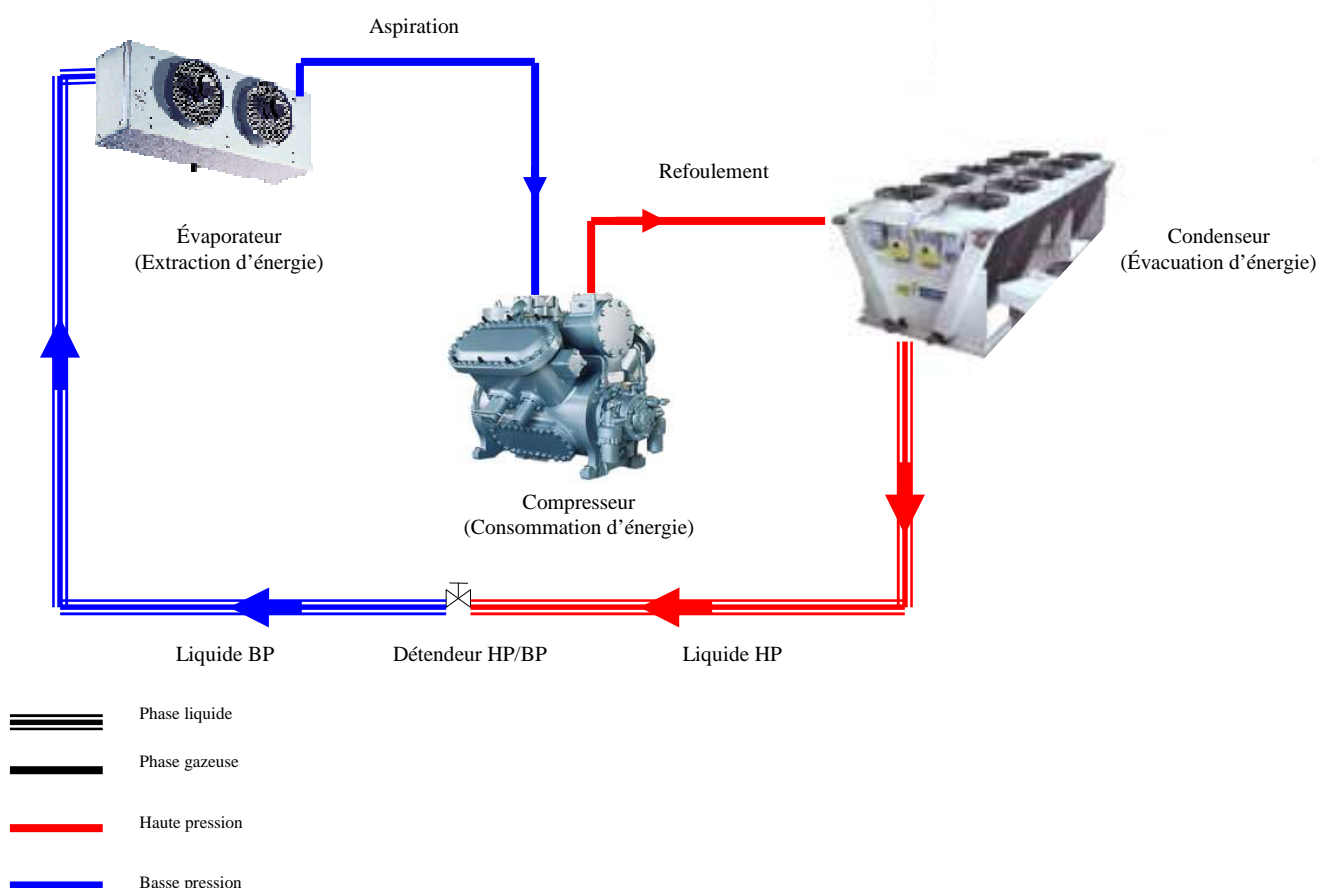 Aspiration
Refoulement
Évaporateur
(Extraction d’énergie)
Condenseur
(Évacuation d’énergie)
Compresseur
(Consommation d’énergie)
Liquide BP
Détendeur HP/BP
Liquide HP
Phase liquide
Phase gazeuse
Haute pression
Basse pression